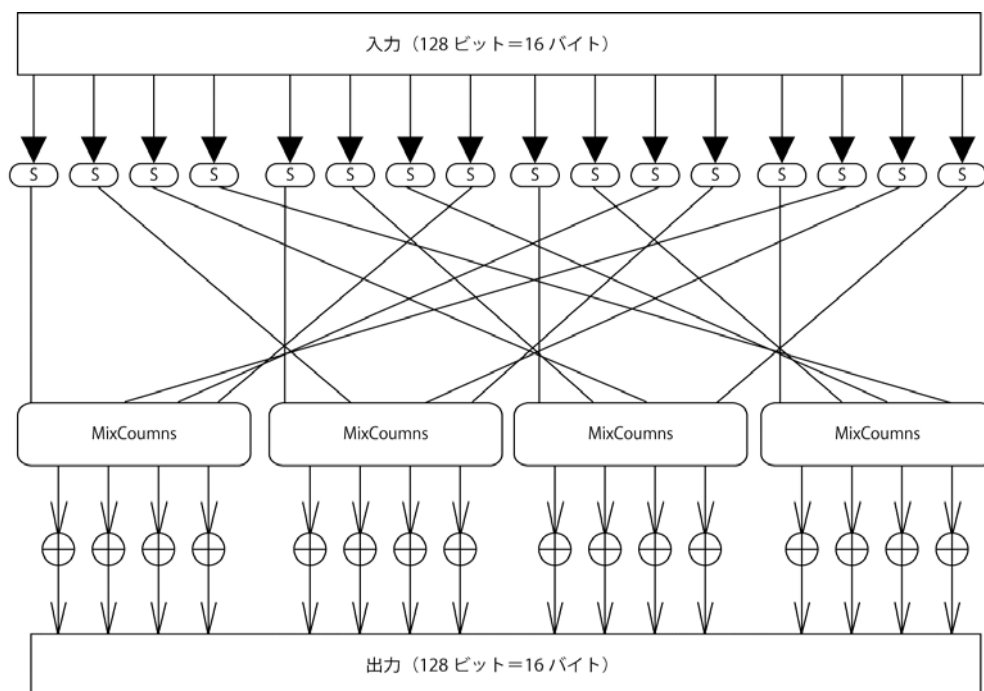 入力（128 ビット＝16 バイト）
S S S S S S S S S S S S S S S S
MixCoumns MixCoumns MixCoumns MixCoumns
出力（128 ビット＝16 バイト）